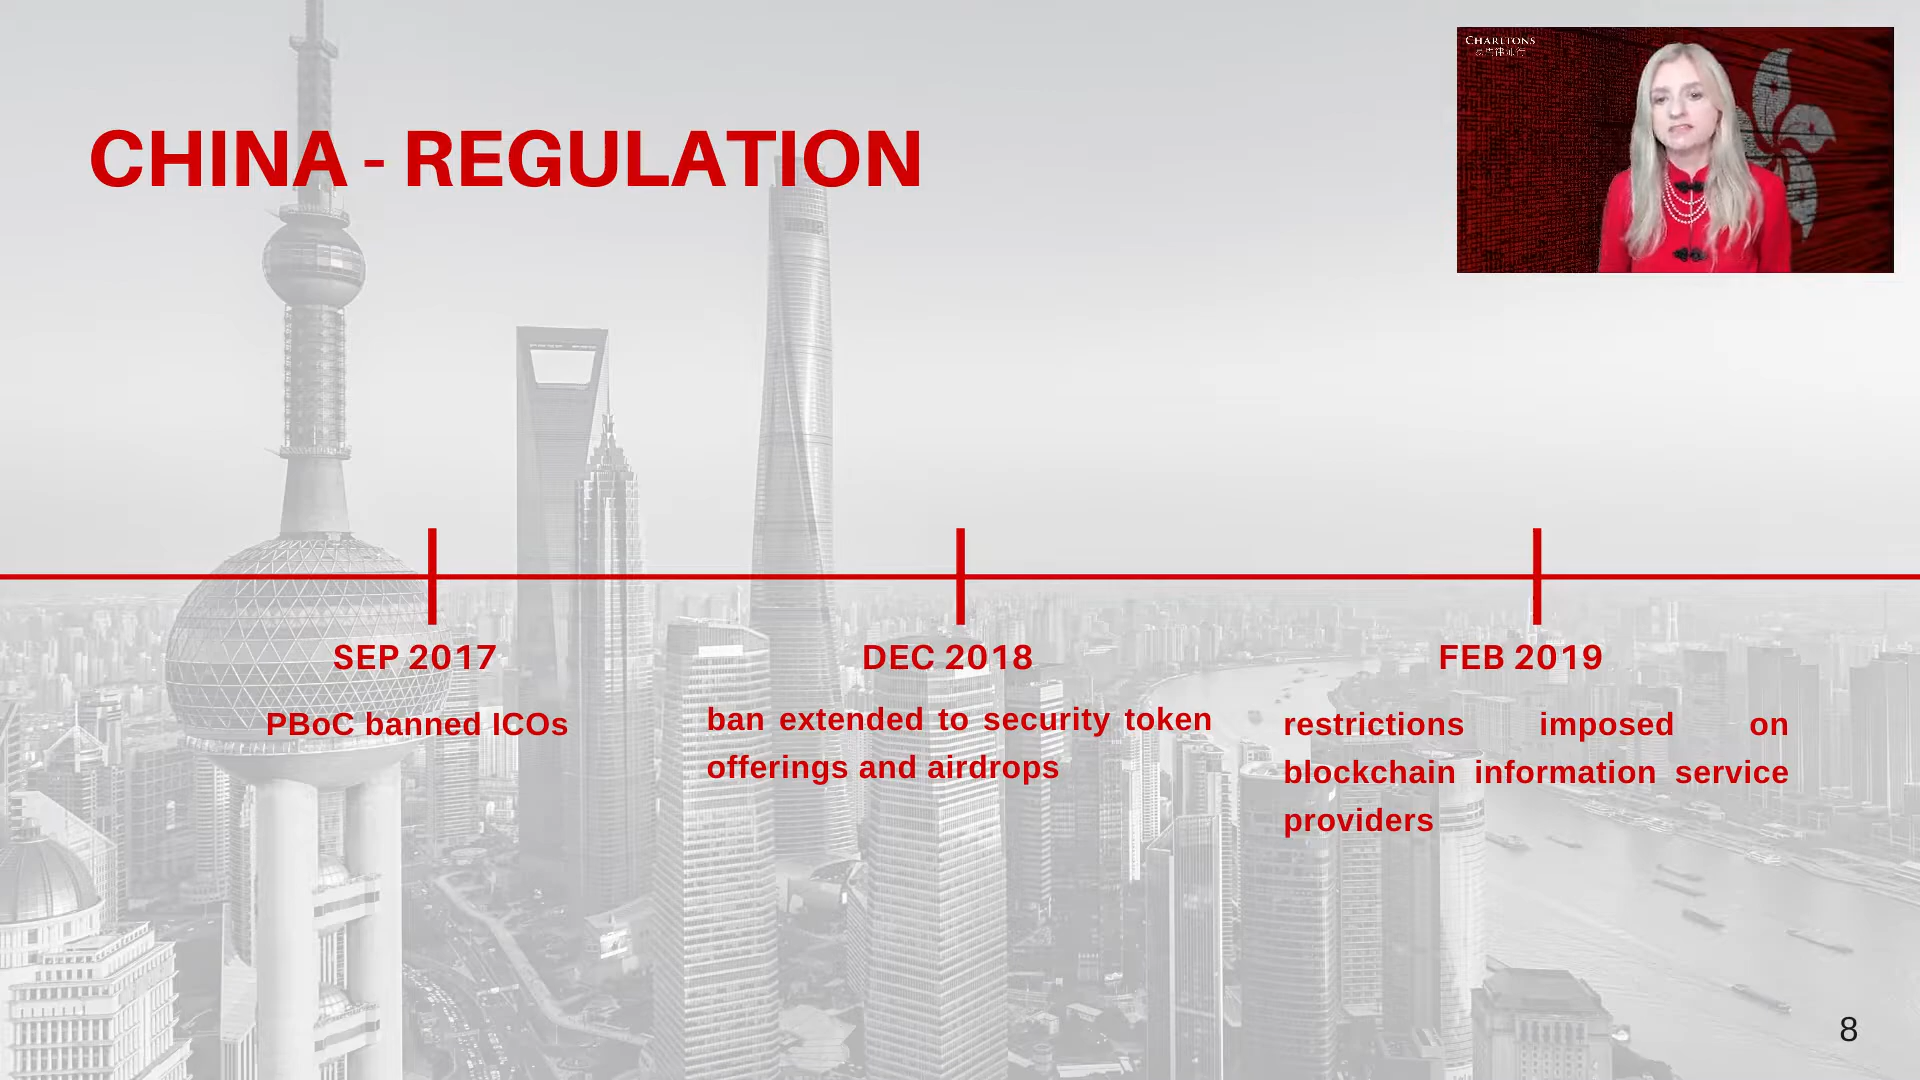 CHARLTONS
CHINA - REGULATION
SEP 2017
PBoC banned ICOs
DEC 2018
ban extended to security token
offerings and airdrops
FEB 2019
restrictions imposed on
blockchain information service
providers
8